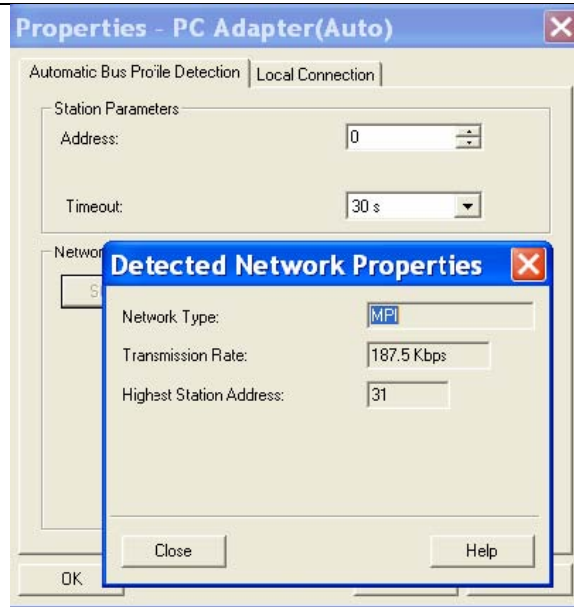 Properties - PC Adapter(Auto)
Automatic Bus Profile Detection Local Connection
Station Parameters
Address: 0
Timeout: 30 s
Detected Network Properties
Network Type: MPI
Transmission Rate: 187.5 Kbps
Highest Station Address: 31
Close Help
OK